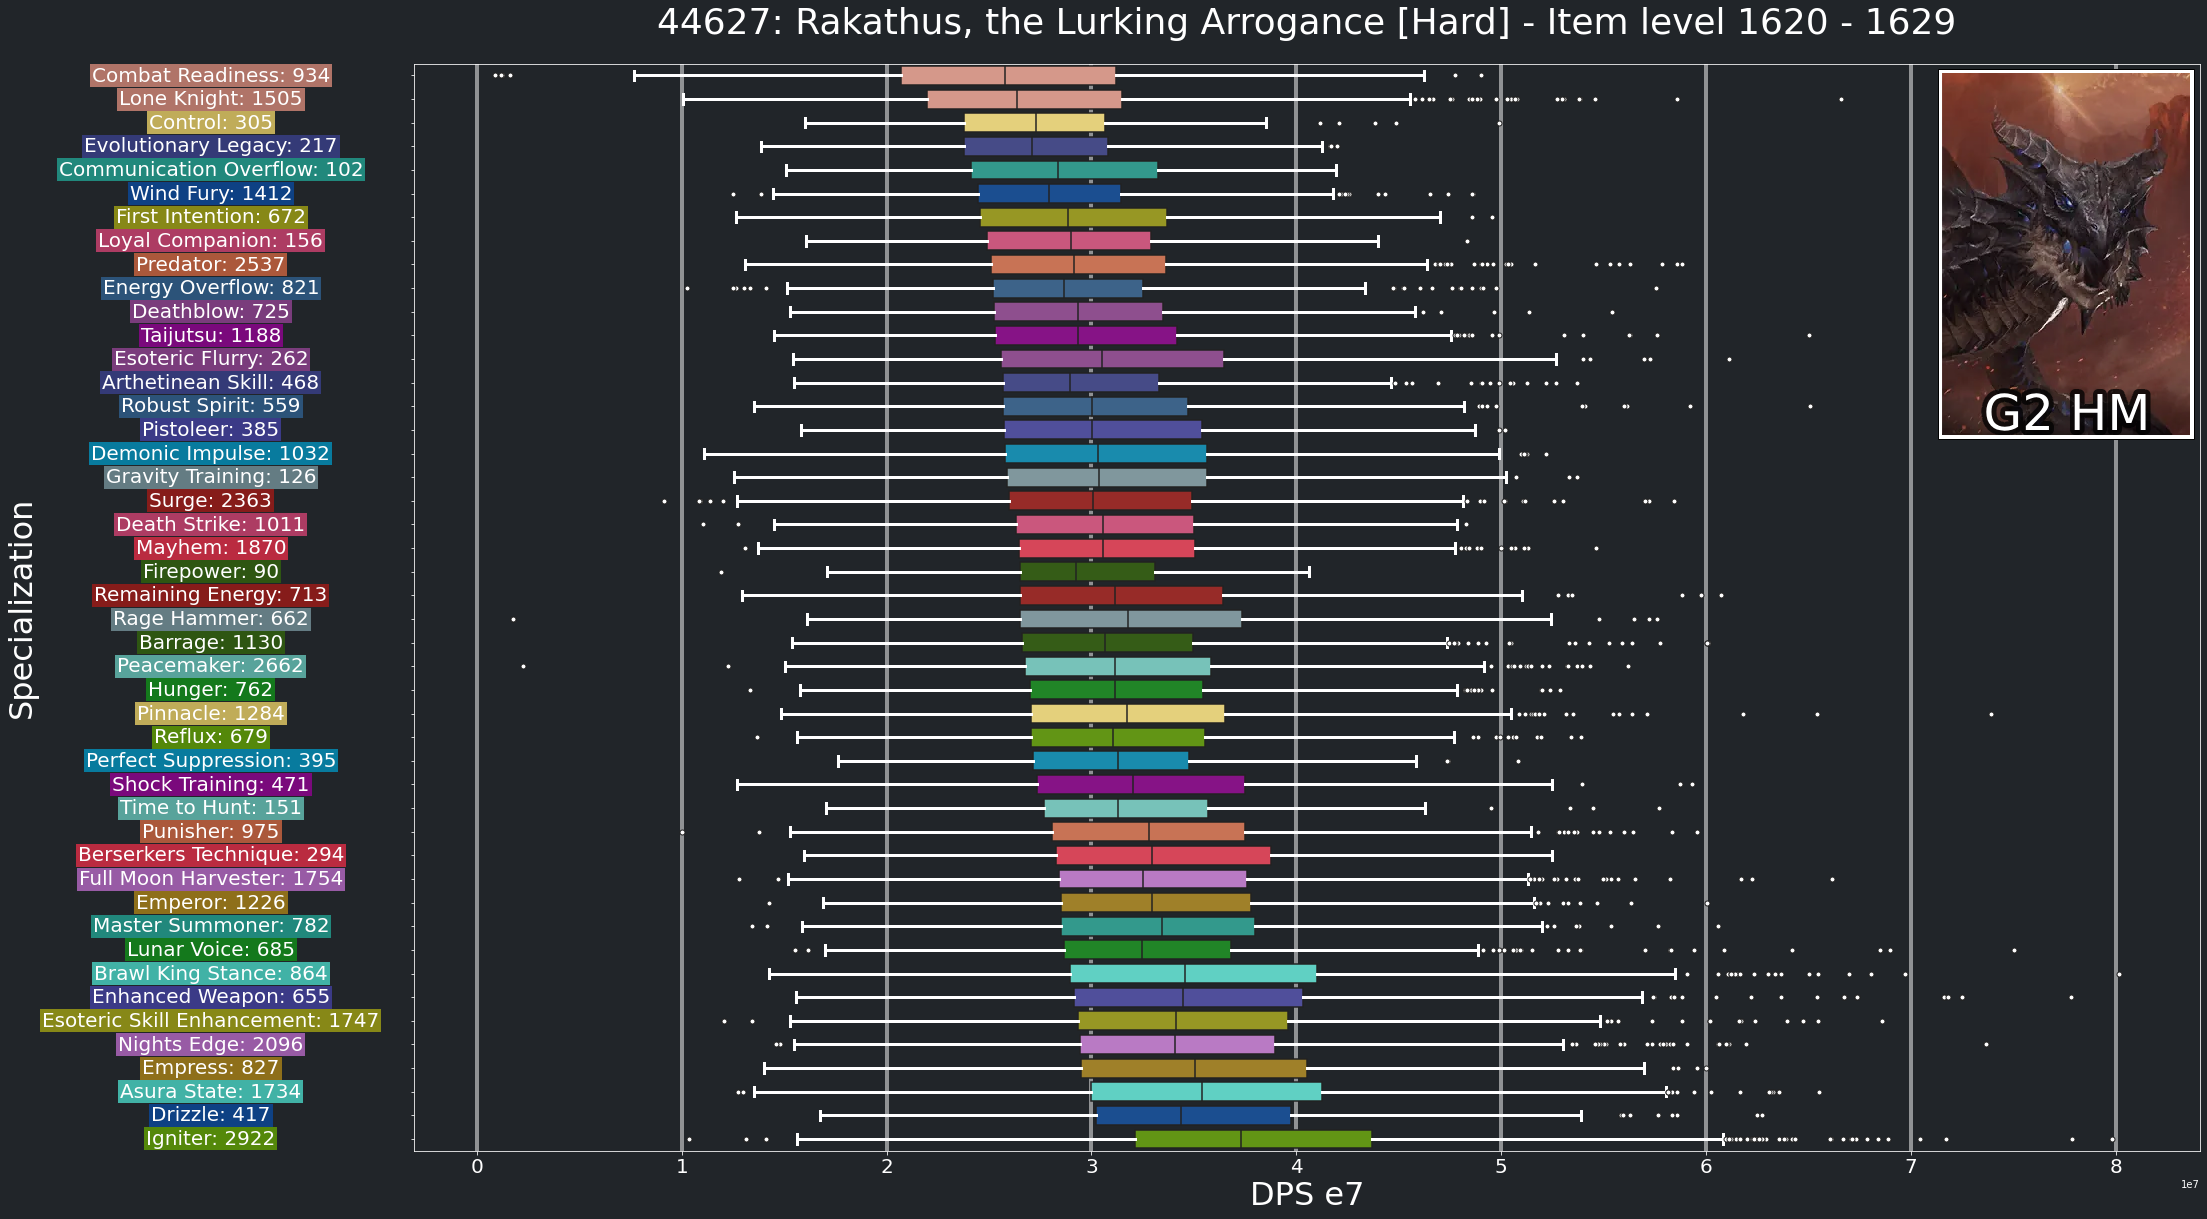 44627: Rakathus, the Lurking Arrogance [Hard] - Item level 1620 - 1629
Specialization
Combat Readiness: 934
Lone Knight: 1505
Control: 305
Evolutionary Legacy: 217
Communication Overflow: 102
Wind Fury: 1412
First Intention: 672
Loyal Companion: 156
Predator: 2537
Energy Overflow: 821
Deathblow: 725
Taijutsu: 1188
Esoteric Flurry: 262
Arthetinean Skill: 468
Robust Spirit: 559
Pistoleer: 385
Demonic Impulse: 1032
Gravity Training: 126
Surge: 2363
Death Strike: 1011
Mayhem: 1870
Firepower: 90
Remaining Energy: 713
Rage Hammer: 662
Barrage: 1130
Peacemaker: 2662
Hunger: 762
Pinnacle: 1284
Reflux: 679
Perfect Suppression: 395
Shock Training: 471
Time to Hunt: 151
Punisher: 975
Berserkers Technique: 294
Full Moon Harvester: 1754
Emperor: 1226
Master Summoner: 782
Lunar Voice: 685
Brawl King Stance: 864
Enhanced Weapon: 655
Esoteric Skill Enhancement: 1747
Nights Edge: 2096
Empress: 827
Asura State: 1734
Drizzle: 417
Igniter: 2922
G2 HM
0 1 2 3 4 5 6 7 8
DPS e7
1e7